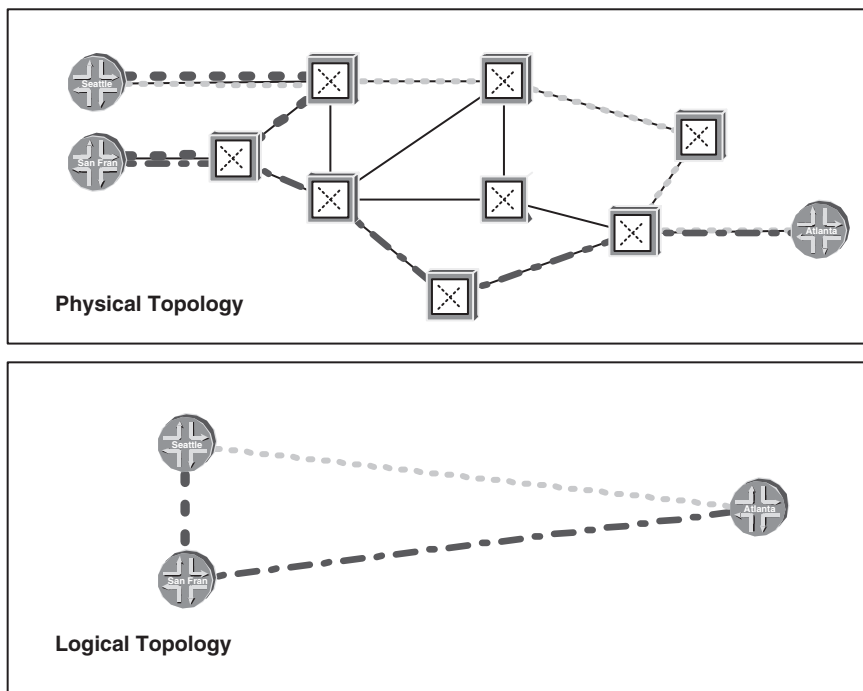 Seattle
San Fran
Atlanta
Physical Topology
Seattle
Atlanta
San Fran
Logical Topology